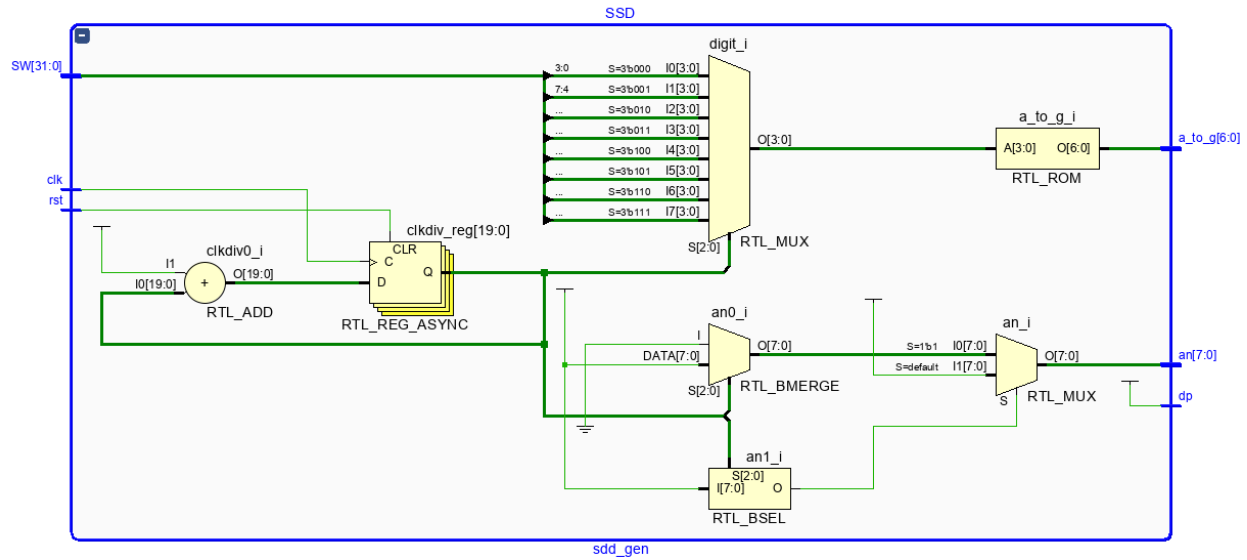 SSD
SW[31:0]
digit_i
3:0 S=3'b000 I0[3:0]
7:4 S=3'b001 I1[3:0]
... S=3'b010 I2[3:0]
... S=3'b011 I3[3:0]
... S=3'b100 I4[3:0]
... S=3'b101 I5[3:0]
... S=3'b110 I6[3:0]
... S=3'b111 I7[3:0]
O[3:0]
S[2:0]
RTL_MUX
a_to_g_i
A[3:0] O[6:0]
RTL_ROM
a_to_g[6:0]
clk
rst
clkdiv0_i
I1
I0[19:0]
+
O[19:0]
RTL_ADD
clkdiv_reg[19:0]
CLR
C
D
Q
RTL_REG_ASYNC
an0_i
I
DATA[7:0]
O[7:0]
S[2:0]
RTL_BMERGE
an_i
S=1'b1 I0[7:0]
S=default I1[7:0]
O[7:0]
S
RTL_MUX
an[7:0]
dp
an1_i
S[2:0]
I[7:0] O
RTL_BSEL
sdd_gen